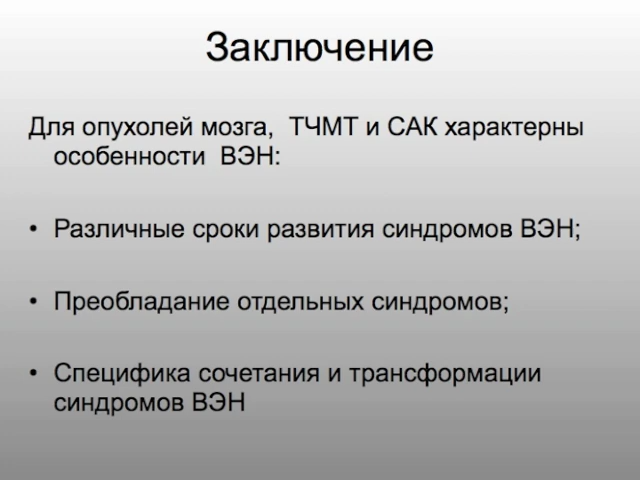 Заключение
Для опухолей мозга, ТЧМТ и САК характерны
особенности ВЭН:
• Различные сроки развития синдромов ВЭН;
• Преобладание отдельных синдромов;
• Специфика сочетания и трансформации
синдромов ВЭН